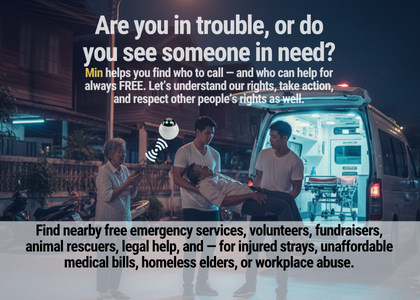 Are you in trouble, or do
you see someone in need?
Min helps you find who to call — and who can help for
always FREE. Let's understand our rights, take action,
and respect other people's rights as well.
Find nearby free emergency services, volunteers, fundraisers,
animal rescuers, legal help, and — for injured strays, unaffordable
medical bills, homeless elders, or workplace abuse.